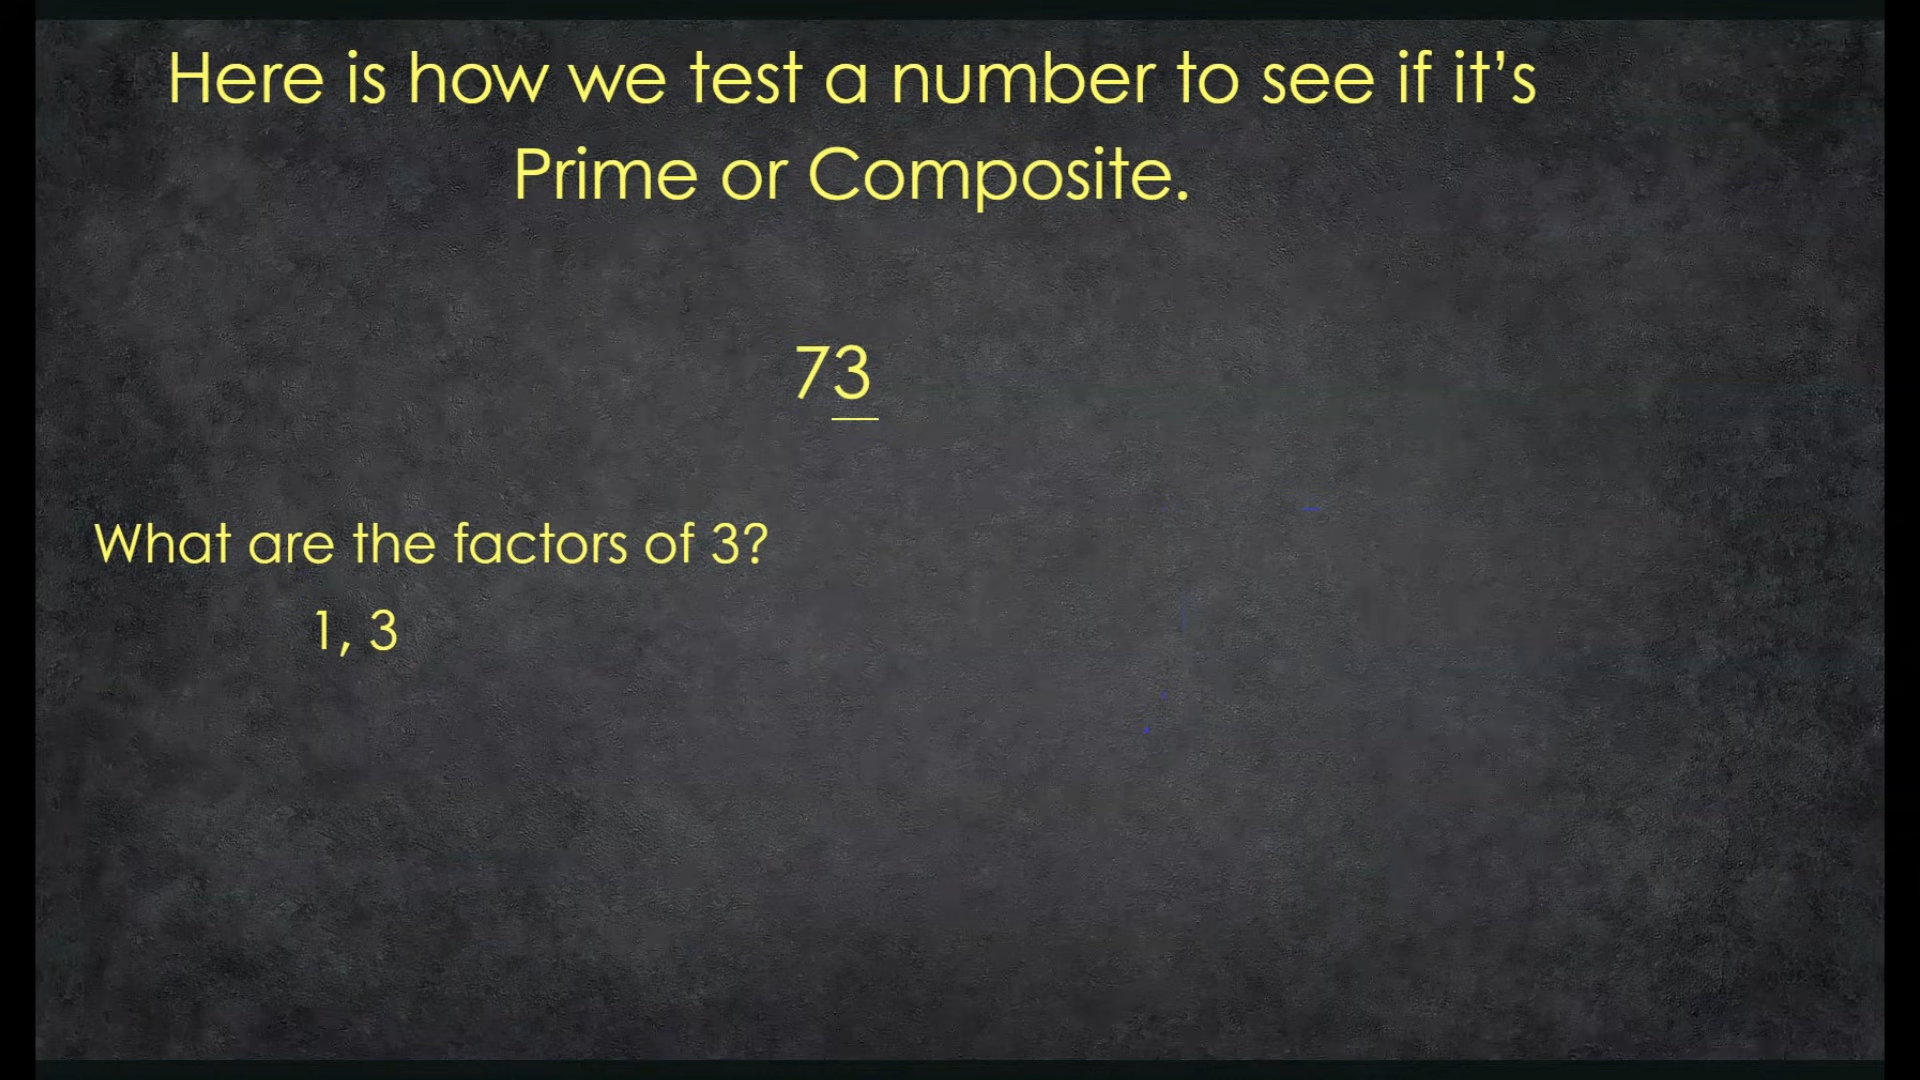 Here is how we test a number to see if it’s
Prime or Composite.
73
What are the factors of 3?
1, 3